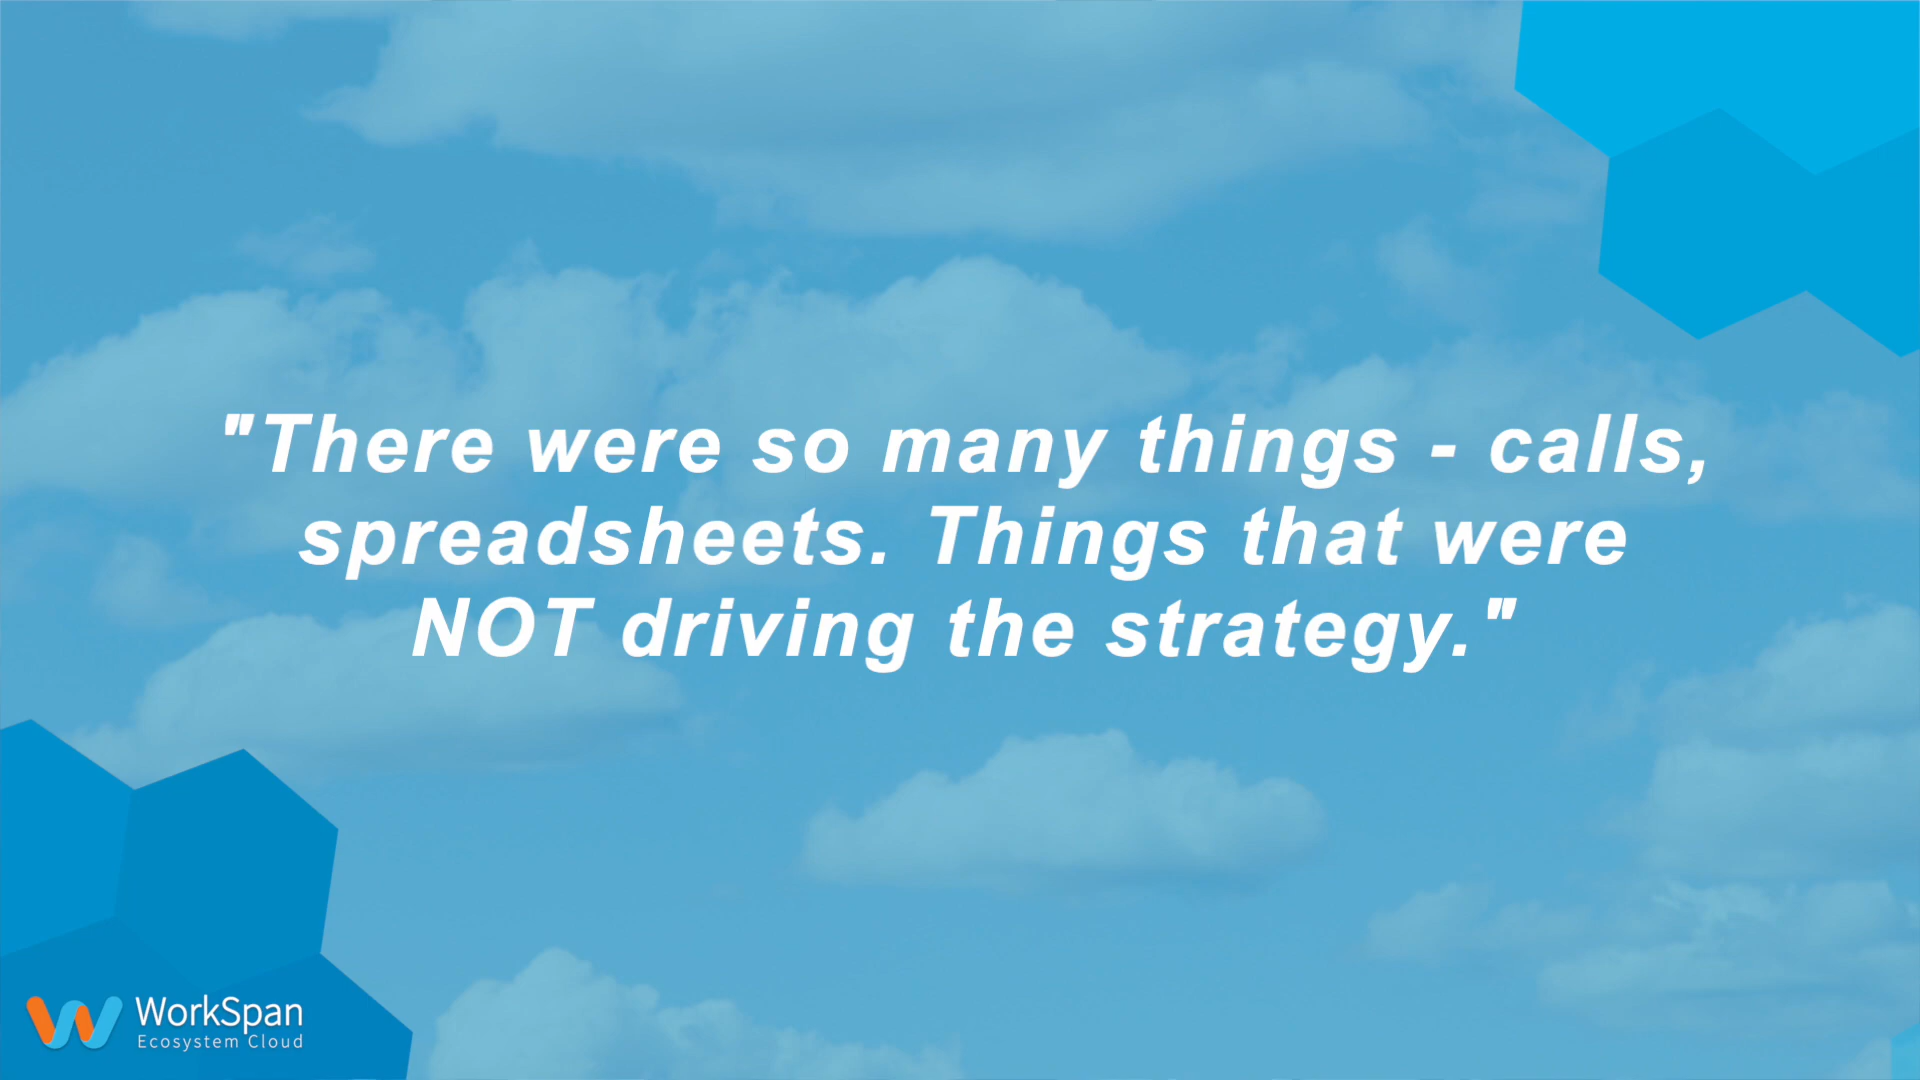 "There were so many things - calls,
spreadsheets. Things that were
NOT driving the strategy."
WorkSpan
Ecosystem Cloud